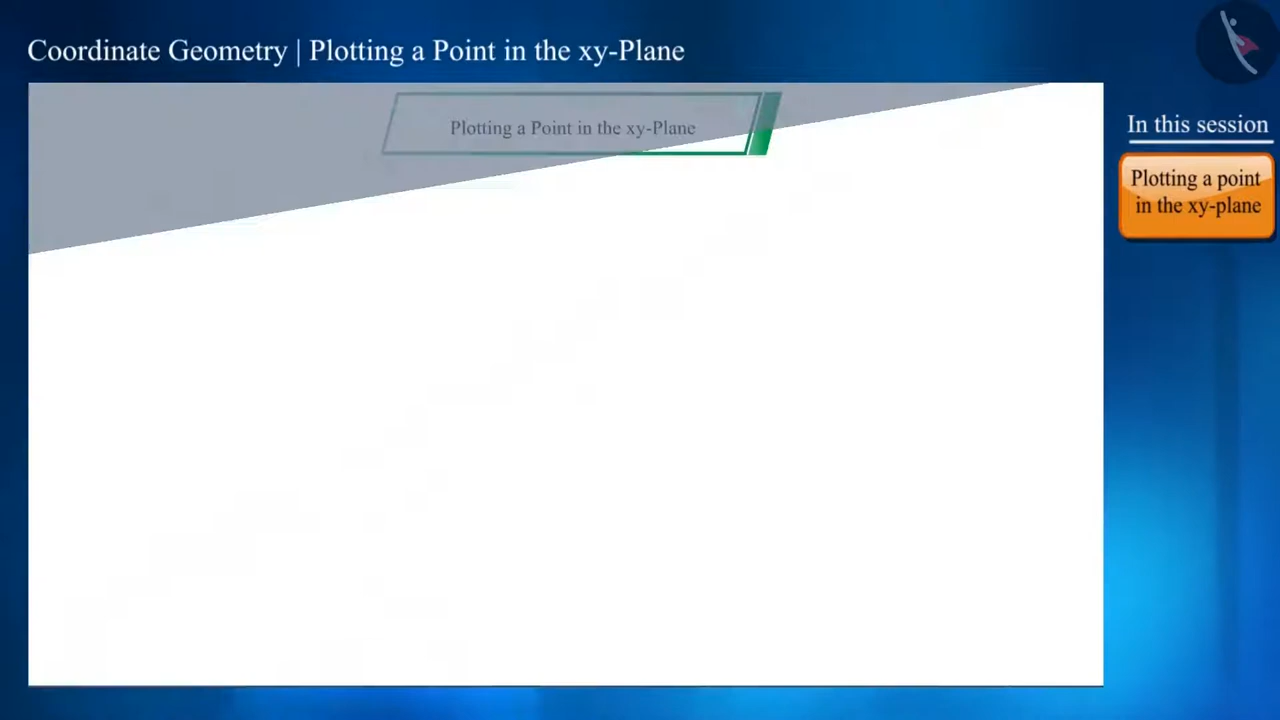 Coordinate Geometry | Plotting a Point in the xy-Plane
Plotting a Point in the xy-Plane
In this session
Plotting a point
in the xy-plane